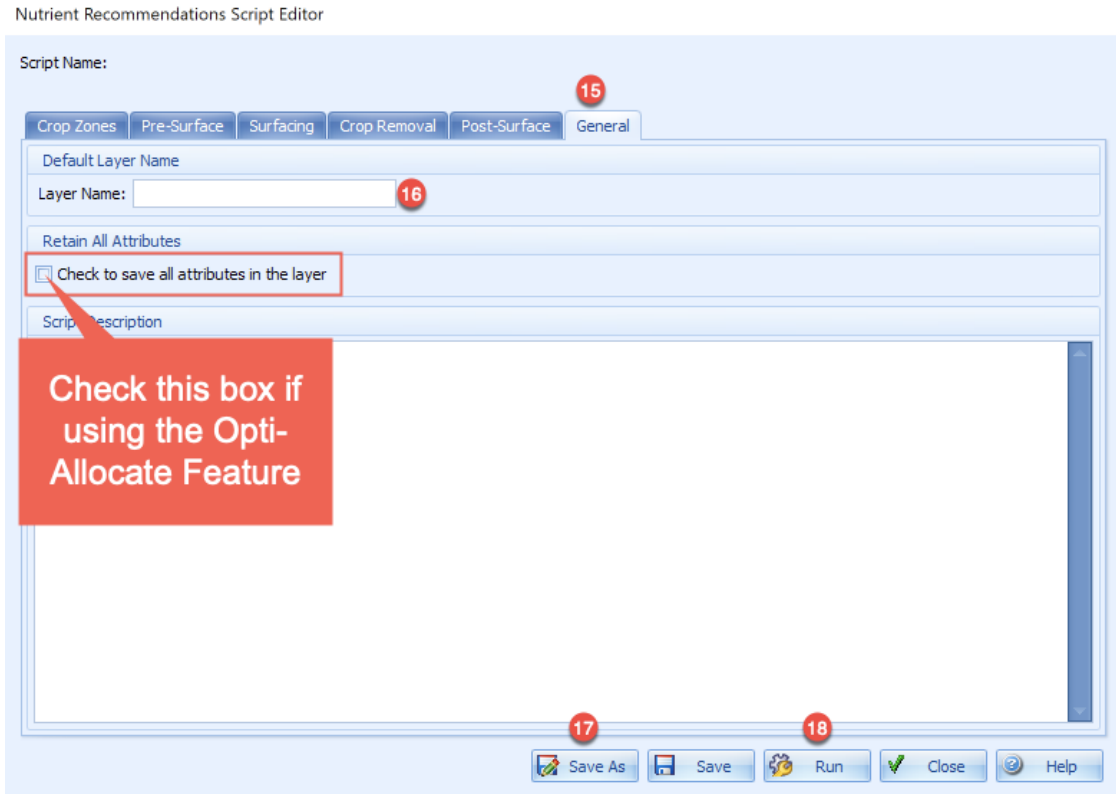 Nutrient Recommendations Script Editor
Script Name:
15
Crop Zones Pre-Surface Surfacing Crop Removal Post-Surface General
Default Layer Name
Layer Name: 16
Retain All Attributes
Check to save all attributes in the layer
Script Description
Check this box if
using the Opti-
Allocate Feature
17 18
Save As Save Run Close Help